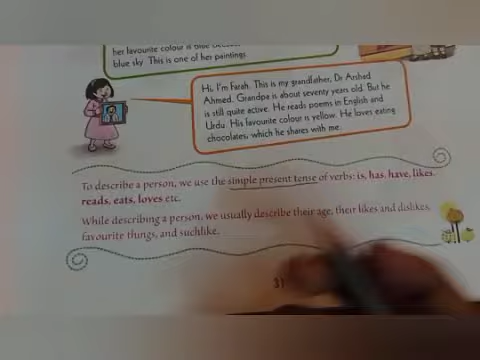 her favourite colour is blue
blue sky. This is one of her paintings.
Hi, I'm Farah. This is my grandfather, Dr Arshad
Ahmed. Grandpa is about seventy years old. But he
is still quite active. He reads poems in English and
Urdu. His favourite colour is yellow. He loves eating
chocolates, which he shares with me.
To describe a person, we use the simple present tense of verbs: is, has, have, likes,
reads, eats, loves etc.
While describing a person, we usually describe their age, their likes and dislikes,
favourite things, and suchlike.
31